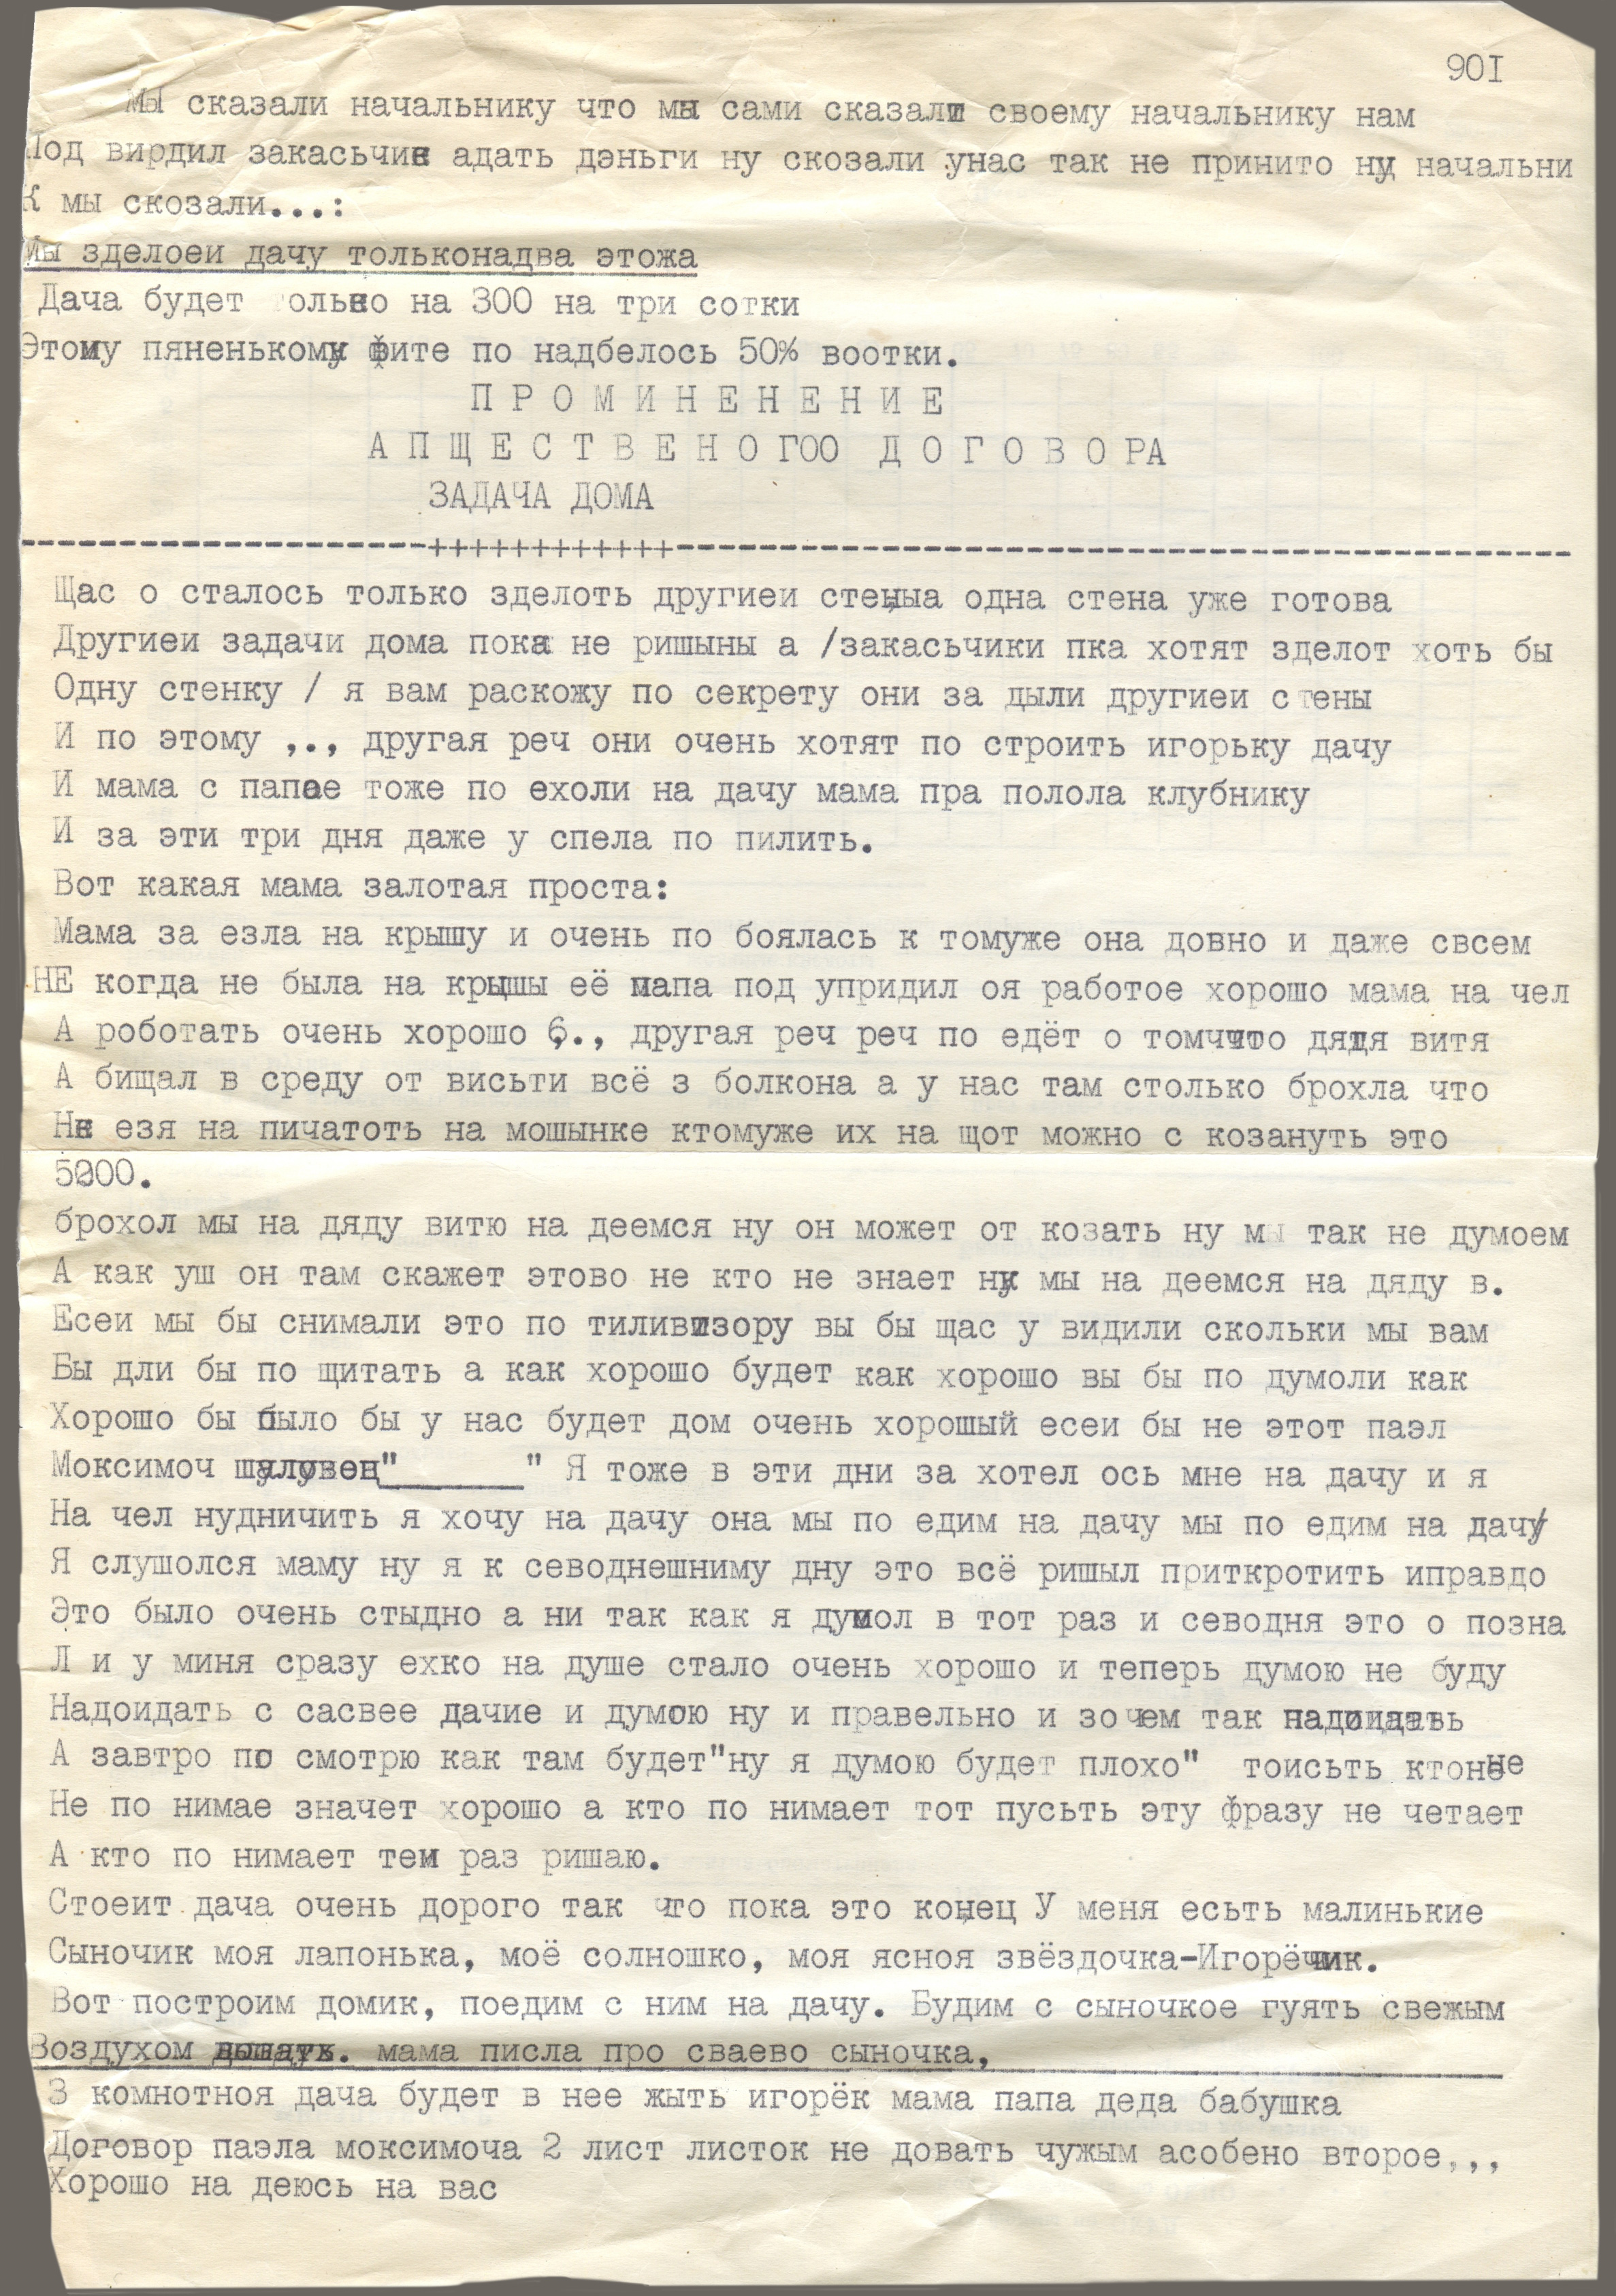 901
Мы сказали начальнику что мы сами сказали своему начальнику нам
Под вирдил закасьчик адать дэньги ну скозали унас так не принито ну начальни
К мы скозали...:
Мы зделоеи дачу тольконадва этожа
Дача будет только на 300 на три сотки
Этому пяненькому фите по надбелось 50% воотки.
П Р О М И Н Е Н Е Н И Е
А П Щ Е С Т В Е Н О ГОО Д О Г О В О РА
ЗАДАЧА ДОМА
-----------------------++++++++++++--------------------------------------------------
Щас о сталось только зделоть другиеи стены а одна стена уже готова
Другиеи задачи дома пока не ришыны а /закасьчики пка хотят зделот хоть бы
Одну стенку / я вам раскожу по секрету они за дыли другиеи стены
И по этому ,., другая реч они очень хотят по строить игорьку дачу
И мама с папое тоже по ехоли на дачу мама пра полола клубнику
И за эти три дня даже у спела по пилить.
Вот какая мама залотая проста:
Мама за езла на крышу и очень по боялась к томуже она довно и даже свсем
НЕ когда не была на крышы её папа под упридил оя работое хорошо мама на чел
А роботать очень хорошо ,., другая реч реч по едёт о томчто дядя витя
А бищал в среду от висьти всё з болкона а у нас там столько брохла что
Не езя на пичатоть на мошынке ктомуже их на щот можно с козануть это
5000.
брохол мы на дяду витю на деемся ну он может от козать ну мы так не думоем
А как уш он там скажет этово не кто не знает ну мы на деемся на дяду в.
Есеи мы бы снимали это по тиливизору вы бы щас у видили скольки мы вам
Бы дли бы по щитать а как хорошо будет как хорошо вы бы по думоли как
Хорошо бы было бы у нас будет дом очень хорошый есеи бы не этот паэл
Моксимоч шулувец"______" Я тоже в эти дни за хотел ось мне на дачу и я
На чел нудничить я хочу на дачу она мы по едим на дачу мы по едим на дачу
Я слушолся маму ну я к севоднешниму дну это всё ришыл приткротить иправдо
Это было очень стыдно а ни так как я думол в тот раз и севодня это о позна
Л и у миня сразу ехко на душе стало очень хорошо и теперь думою не буду
Надоидать с сасвее дачие и думою ну и правельно и зочем так надоидать
А завтро по смотрю как там будет"ну я думою будет плохо" тоисьть ктонене
Не по нимае значет хорошо а кто по нимает тот пусьть эту фразу не четает
А кто по нимает тем раз ришаю.
Стоеит дача очень дорого так что пока это конец У меня есьть малинькие
Сыночик моя лапонька, моё солношко, моя ясноя звёздочка-Игорёчик.
Вот построим домик, поедим с ним на дачу. Будим с сыночкое гуять свежым
Воздухом дышать. мама писла про сваево сыночка,
3 комнотноя дача будет в нее жыть игорёк мама папа деда бабушка
Договор паэла моксимоча 2 лист листок не довать чужым асобено второе,,,
Хорошо на деюсь на вас